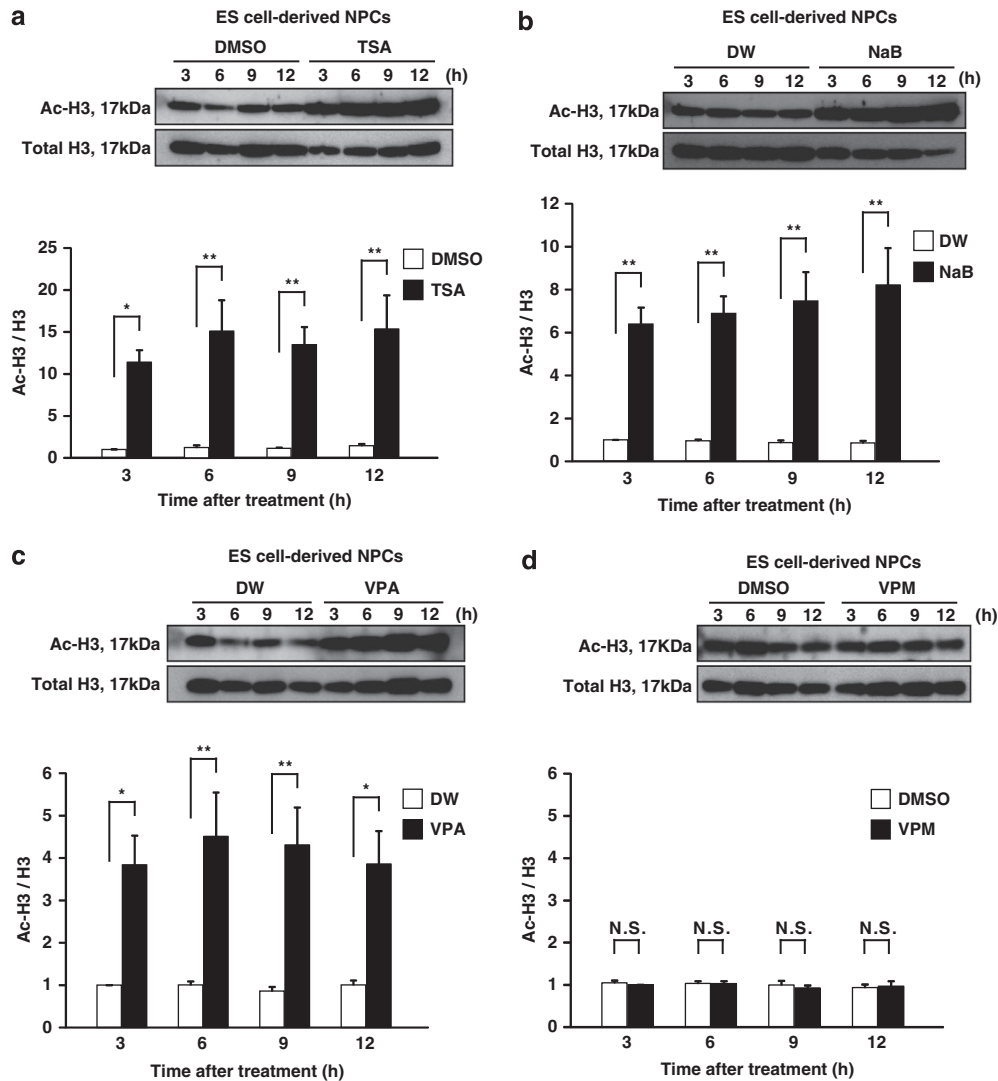 a
ES cell-derived NPCs
DMSO TSA
3 6 9 12 3 6 9 12 (h)
Ac-H3, 17kDa
Total H3, 17kDa
25
20
15
10
5
0
Ac-H3 / H3
* ** ** **
DMSO
TSA
3 6 9 12
Time after treatment (h)
b
ES cell-derived NPCs
DW NaB
3 6 9 12 3 6 9 12 (h)
Ac-H3, 17kDa
Total H3, 17kDa
12
10
8
6
4
2
0
Ac-H3 / H3
** ** ** **
DW
NaB
3 6 9 12
Time after treatment (h)
c
ES cell-derived NPCs
DW VPA
3 6 9 12 3 6 9 12 (h)
Ac-H3, 17kDa
Total H3, 17kDa
6
5
4
3
2
1
0
Ac-H3 / H3
* ** ** *
DW
VPA
3 6 9 12
Time after treatment (h)
d
ES cell-derived NPCs
DMSO VPM
3 6 9 12 3 6 9 12 (h)
Ac-H3, 17KDa
Total H3, 17kDa
6
5
4
3
2
1
0
Ac-H3 / H3
N.S. N.S. N.S. N.S.
DMSO
VPM
3 6 9 12
Time after treatment (h)